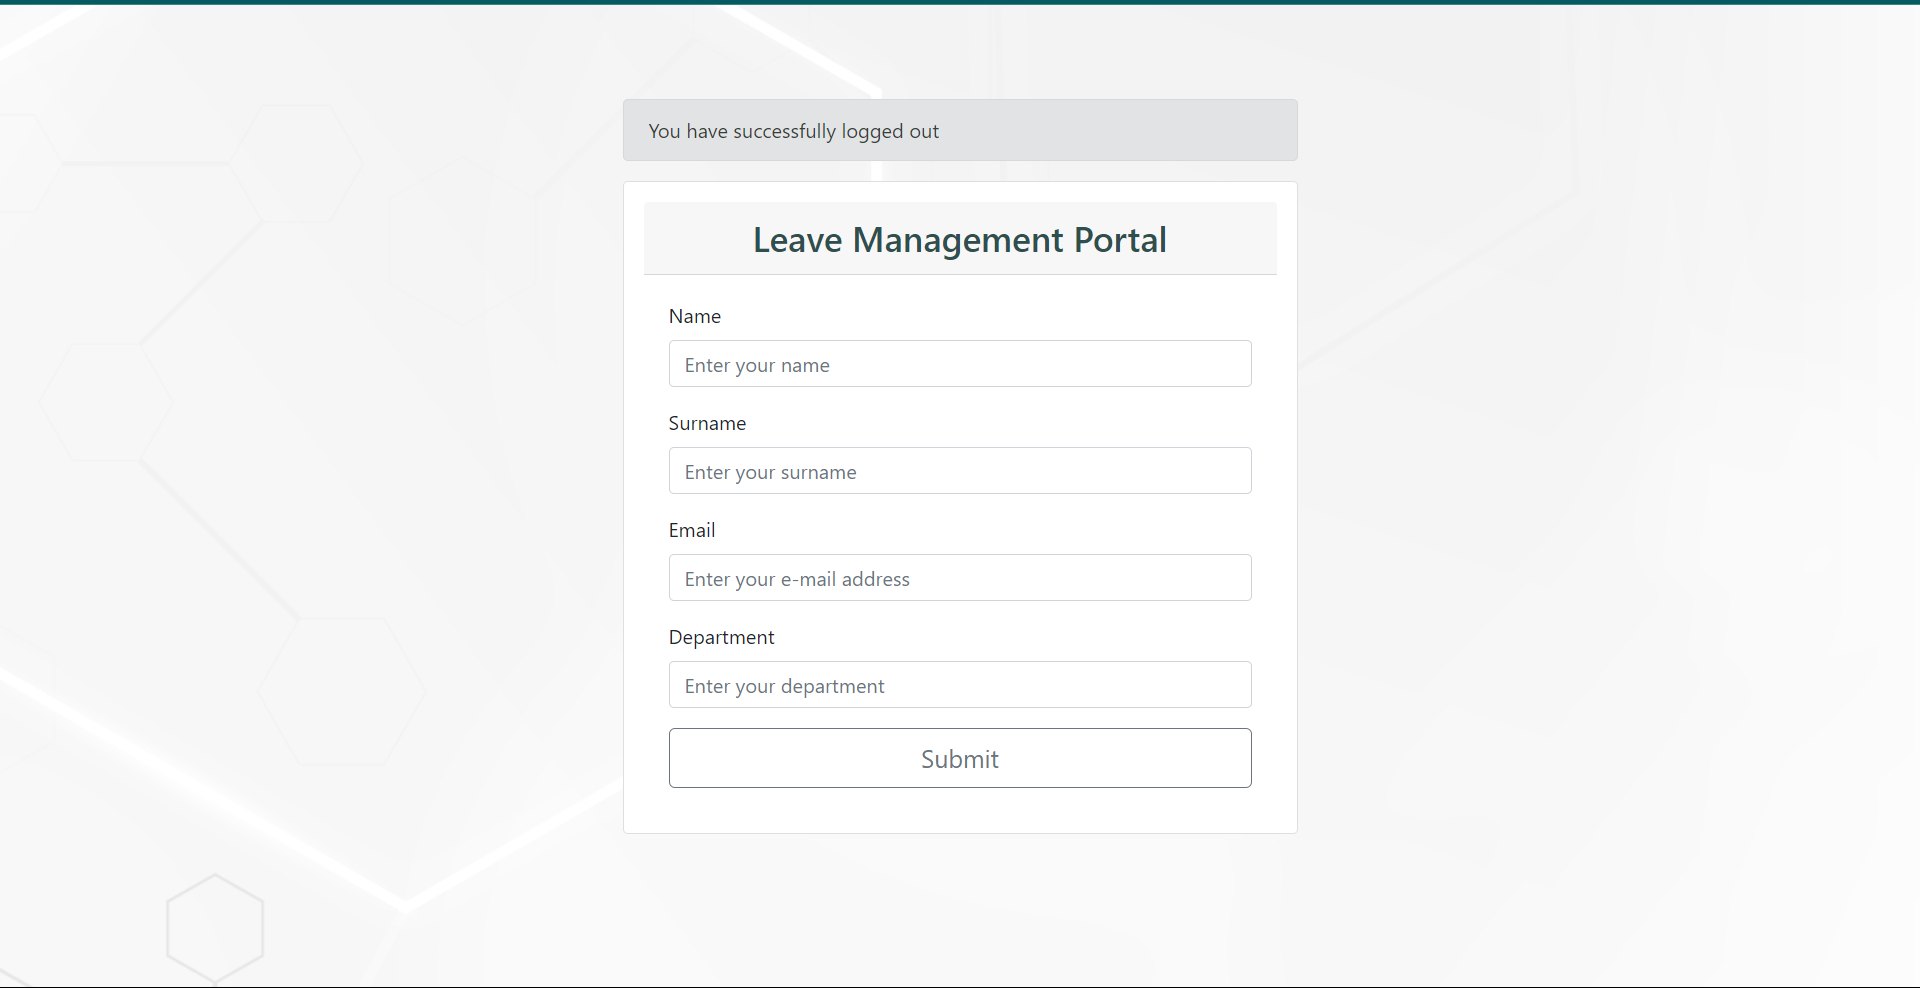 You have successfully logged out
Leave Management Portal
Name
Enter your name
Surname
Enter your surname
Email
Enter your e-mail address
Department
Enter your department
Submit